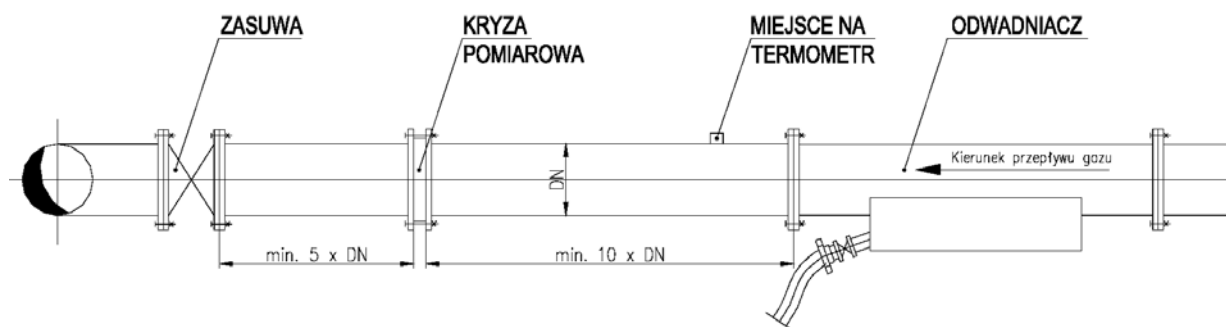 ZASUWA
KRYZA
POMIAROWA
MIEJSCE NA
TERMOMETR
ODWADNIACZ
Kierunek przepływu gazu
DN
min. 5 x DN
min. 10 x DN